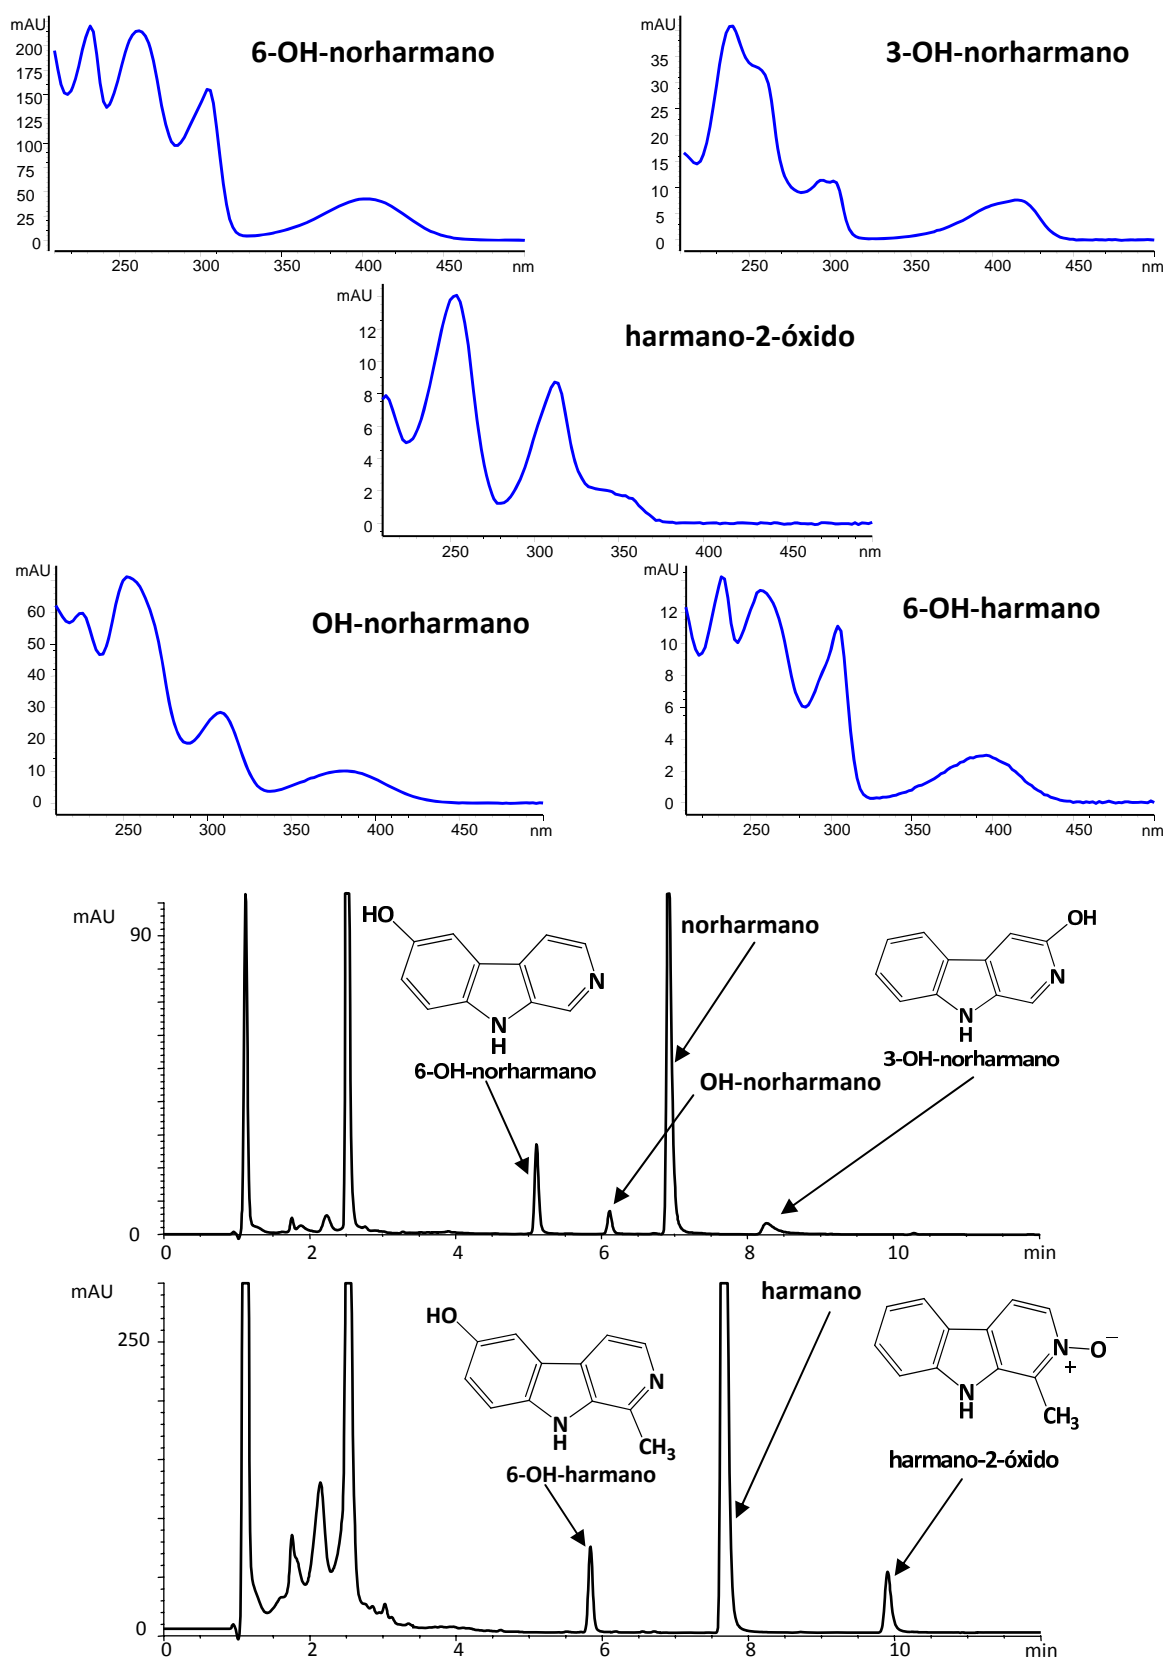 6-OH-norharmano
mAU
200
175
150
125
100
75
50
25
0
250 300 350 400 450 nm
3-OH-norharmano
mAU
35
30
25
20
15
10
5
0
250 300 350 400 450 nm
harmano-2-óxido
mAU
12
10
8
6
4
2
0
250 300 350 400 450 nm
OH-norharmano
mAU
60
50
40
30
20
10
0
250 300 350 400 450 nm
6-OH-harmano
mAU
12
10
8
6
4
2
0
250 300 350 400 450 nm
mAU
90
0
0 2 4 6 8 10 min
HO
N
N
H
6-OH-norharmano
norharmano
OH-norharmano
OH
N
N
H
3-OH-norharmano
mAU
250
0
0 2 4 6 8 10 min
HO
N
N
H
CH3
6-OH-harmano
harmano
N
+
O
−
N
H
CH3
harmano-2-óxido